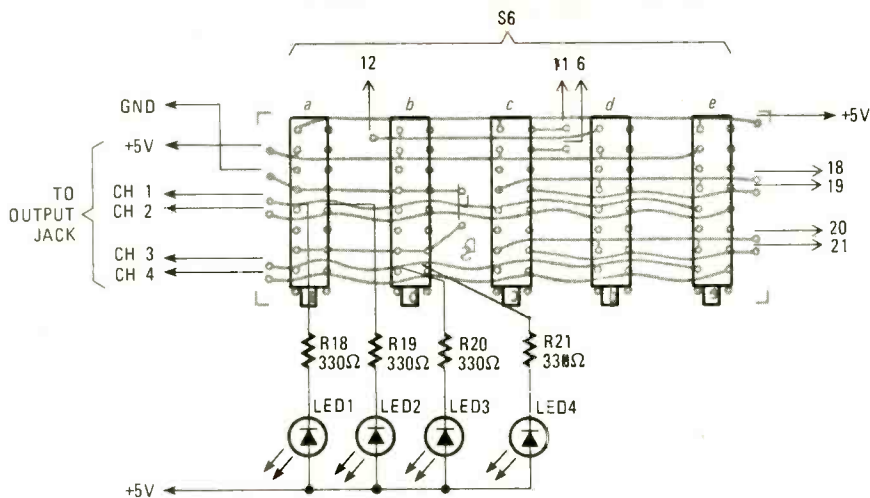 S6
12
11 6
a b c d e
GND
+5V
+5V
TO OUTPUT JACK
CH 1
CH 2
CH 3
CH 4
18
19
20
21
R18
330Ω
R19
330Ω
R20
330Ω
R21
330Ω
LED1
LED2
LED3
LED4
+5V